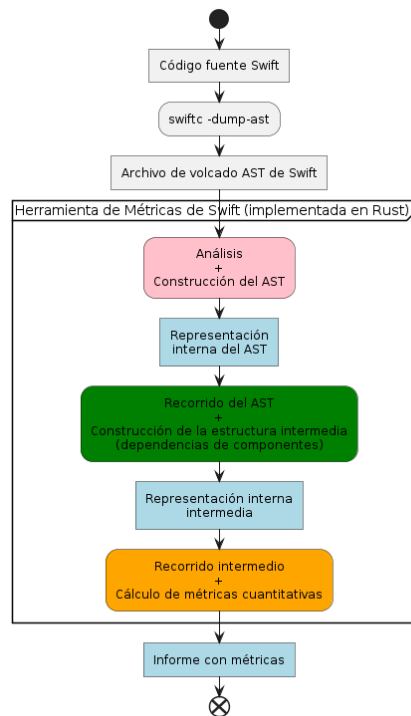 Código fuente Swift
swiftc -dump-ast
Archivo de volcado AST de Swift
Herramienta de Métricas de Swift (implementada en Rust)
Análisis
+
Construcción del AST
Representación
interna del AST
Recorrido del AST
+
Construcción de la estructura intermedia
(dependencias de componentes)
Representación interna
intermedia
Recorrido intermedio
+
Cálculo de métricas cuantitativas
Informe con métricas